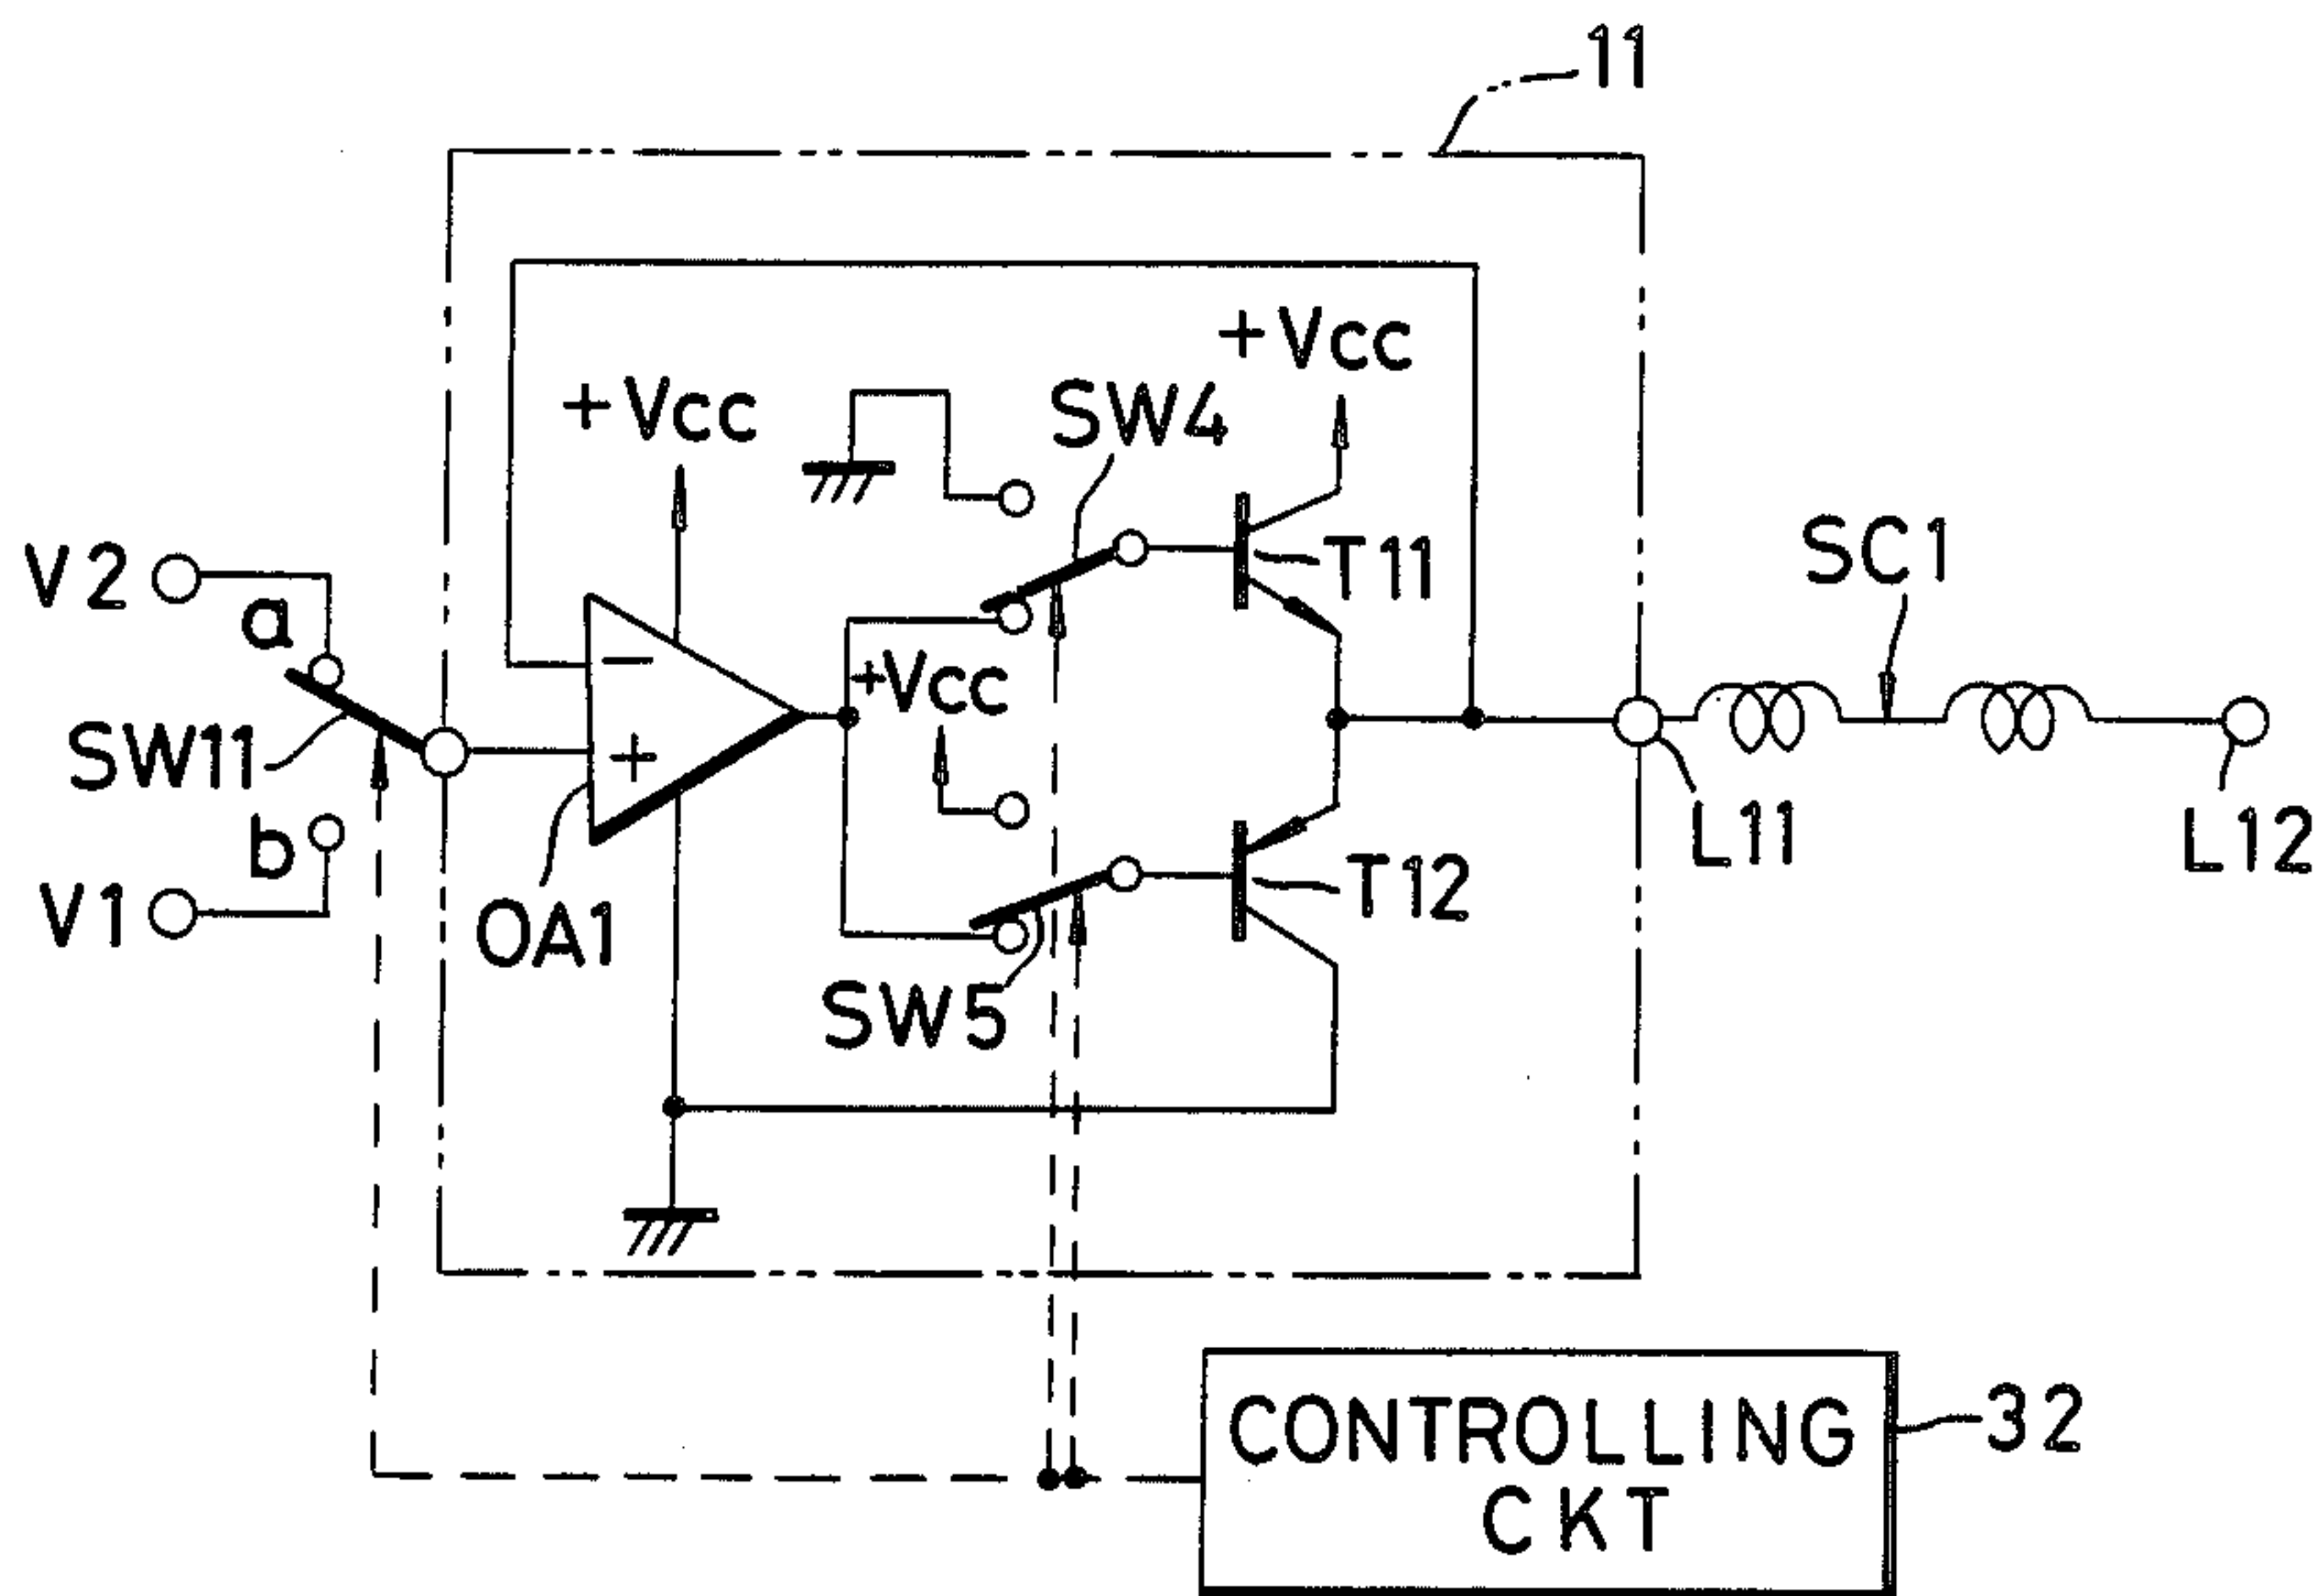 11
+Vcc
+Vcc
SW4
V2
a
T11
SC1
-
+Vcc
SW11
+
b
L11
L12
V1
OA1
T12
SW5
CONTROLLING
CKT
32